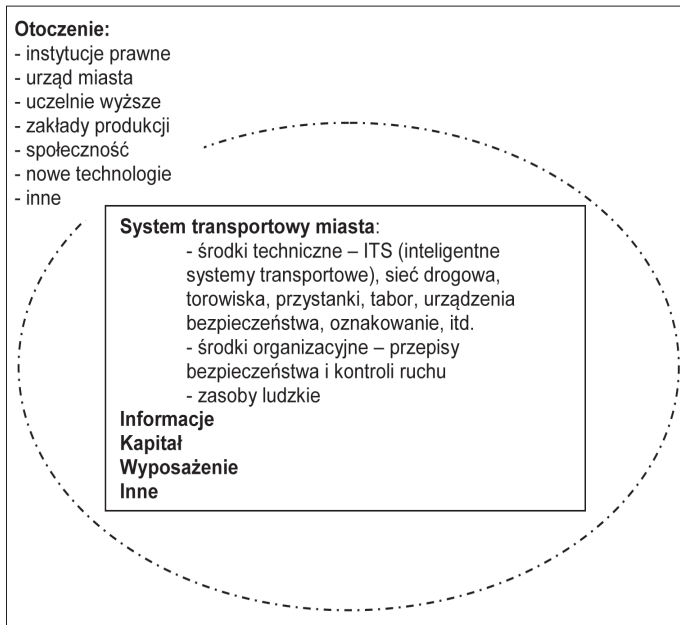 Otoczenie:
- instytucje prawne
- urząd miasta
- uczelnie wyższe
- zakłady produkcji
- społeczność
- nowe technologie
- inne
System transportowy miasta:
- środki techniczne – ITS (inteligentne
systemy transportowe), sieć drogowa,
torowiska, przystanki, tabor, urządzenia
bezpieczeństwa, oznakowanie, itd.
- środki organizacyjne – przepisy
bezpieczeństwa i kontroli ruchu
- zasoby ludzkie
Informacje
Kapitał
Wyposażenie
Inne